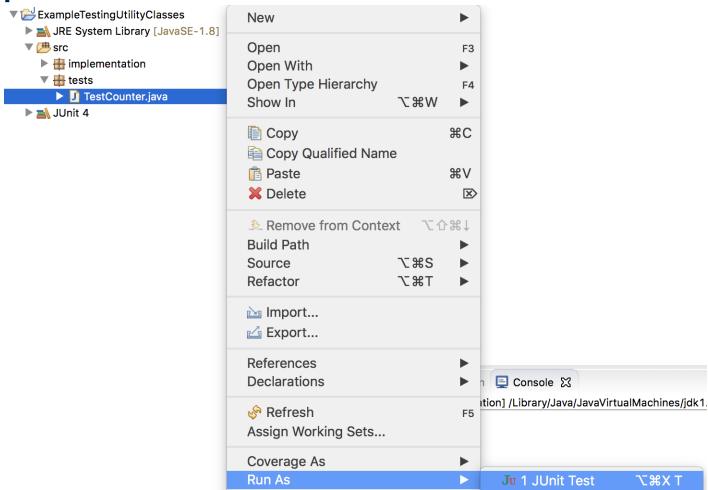 ExampleTestingUtilityClasses
JRE System Library [JavaSE-1.8]
src
implementation
tests
TestCounter.java
JUnit 4
New
Open F3
Open With
Open Type Hierarchy F4
Show In ⌥⌘W
Copy ⌘C
Copy Qualified Name
Paste ⌘V
Delete ⌦
Remove from Context ⌥⇧⌘↓
Build Path
Source ⌥⌘S
Refactor ⌥⌘T
Import...
Export...
References
Declarations
Refresh F5
Assign Working Sets...
Coverage As
Run As
Console
tion] /Library/Java/JavaVirtualMachines/jdk1.
Ju 1 JUnit Test ⌥⌘X T